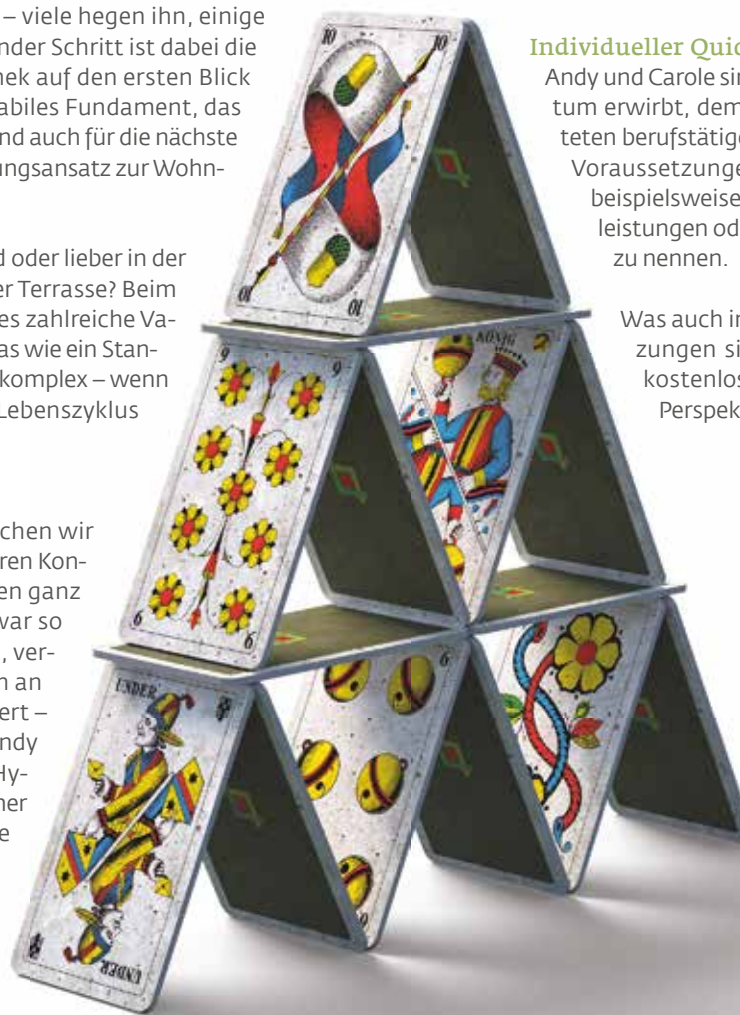 – viele hegen ihn, einige
nder Schritt ist dabei die
nek auf den ersten Blick
abiles Fundament, das
nd auch für die nächste
ungsansatz zur Wohn-
d oder lieber in der
er Terrasse? Beim
es zahlreiche Va-
as wie ein Stan-
komplex – wenn
Lebenszyklus
chen wir
ren Kon-
en ganz
war so
, ver-
n an
ert –
ndy
Hy-
ner
e
Individueller Quic
Andy und Carole sin
tum erwirbt, dem
teten berufstätige
Voraussetzunge
beispielsweise
leistungen od
zu nennen.
Was auch in
zungen si
kostenlos
Perspek
10
10
10
10
6
9
6
9
KÖNIG
UNDER
UNDER
6
9